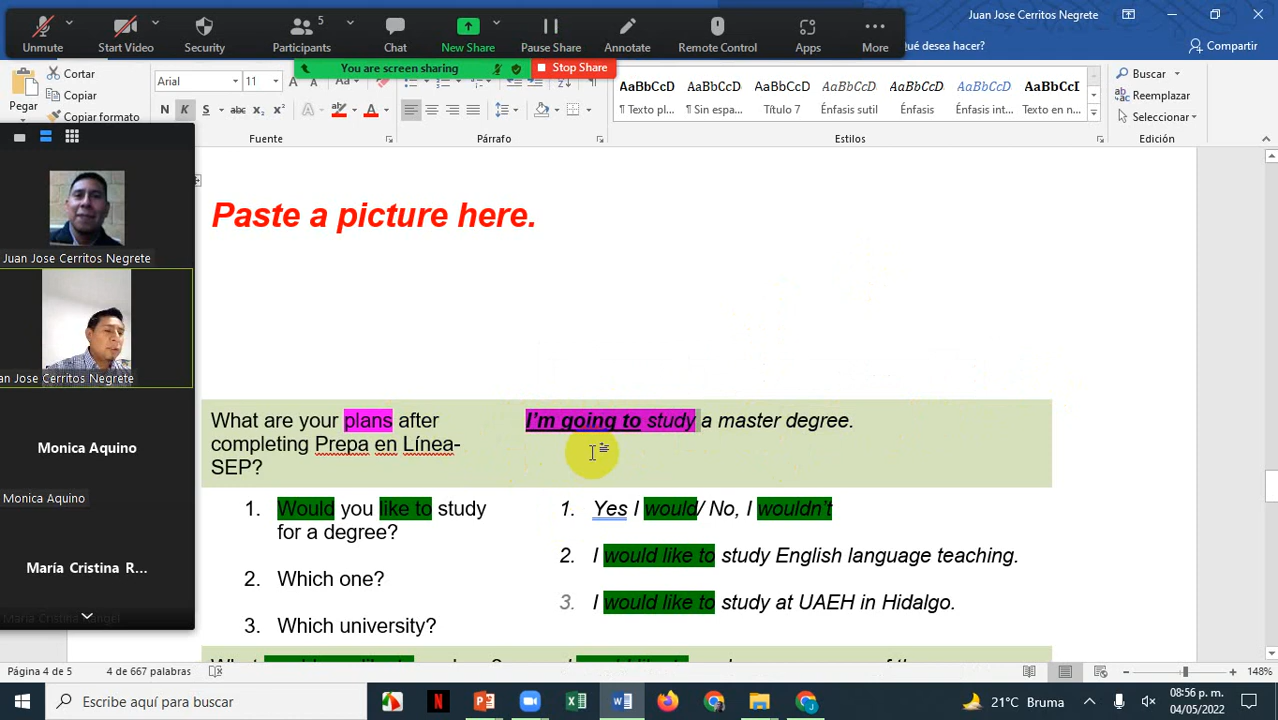 Juan Jose Cerritos Negrete
5
Unmute Start Video Security Participants Chat New Share Pause Share Annotate Remote Control Apps More
qué desea hacer? Compartir
You are screen sharing Stop Share
Cortar
Copiar
Copiar formato
Pegar
Arial 11
N K S abc
Fuente Párrafo Estilos Edición
AaBbCcD AaBbCcD AaBbCcD AaBbCcD AaBbCcD AaBbCcD AaBbCcD
¶ Texto pl... ¶ Sin espa... ¶ Título 7 Énfasis sutil Énfasis Énfasis int... ¶ Texto en n...
Buscar
Reemplazar
Seleccionar
Juan Jose Cerritos Negrete
an Jose Cerritos Negrete
Monica Aquino
Monica Aquino
María Cristina R...
Paste a picture here.
What are your plans after
completing Prepa en Línea-
SEP?
I'm going to study a master degree.
1. Would you like to study
for a degree?
2. Which one?
3. Which university?
1. Yes I would/ No, I wouldn't
2. I would like to study English language teaching.
3. I would like to study at UAEH in Hidalgo.
Página 4 de 5 4 de 667 palabras 148%
Escribe aquí para buscar
21°C Bruma
08:56 p. m.
04/05/2022